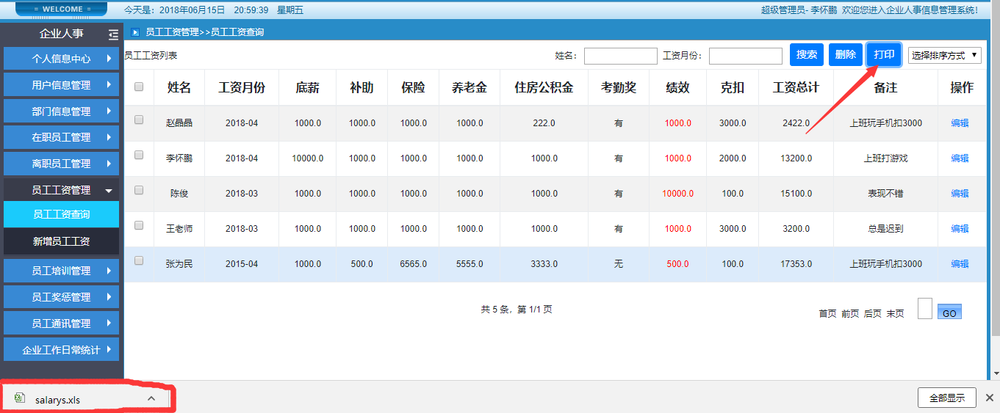 = WELCOME = 今天是：2018年06月15日 20:59:39 星期五 超级管理员- 李怀鹏 欢迎您进入企业人事信息管理系统！
企业人事
个人信息中心
用户信息管理
部门信息管理
在职员工管理
离职员工管理
员工工资管理
员工工资查询
新增员工工资
员工培训管理
员工奖惩管理
员工通讯管理
企业工作日常统计
员工工资管理>>员工工资查询
员工工资列表 姓名： 工资月份： 搜索 删除 打印 选择排序方式
姓名 工资月份 底薪 补助 保险 养老金 住房公积金 考勤奖 绩效 克扣 工资总计 备注 操作
赵晶晶 2018-04 1000.0 1000.0 1000.0 1000.0 222.0 有 1000.0 3000.0 2422.0 上班玩手机扣3000 编辑
李怀鹏 2018-04 10000.0 1000.0 1000.0 1000.0 1000.0 有 1000.0 2000.0 13200.0 上班打游戏 编辑
陈俊 2018-03 1000.0 1000.0 1000.0 1000.0 1000.0 有 10000.0 100.0 15100.0 表现不错 编辑
王老师 2018-03 1000.0 1000.0 1000.0 1000.0 1000.0 有 1000.0 3000.0 3200.0 总是迟到 编辑
张为民 2015-04 1000.0 500.0 6565.0 5555.0 3333.0 无 500.0 100.0 17353.0 上班玩手机扣3000 编辑
共 5 条，第 1/1 页
首页 前页 后页 末页 GO
salarys.xls 全部显示